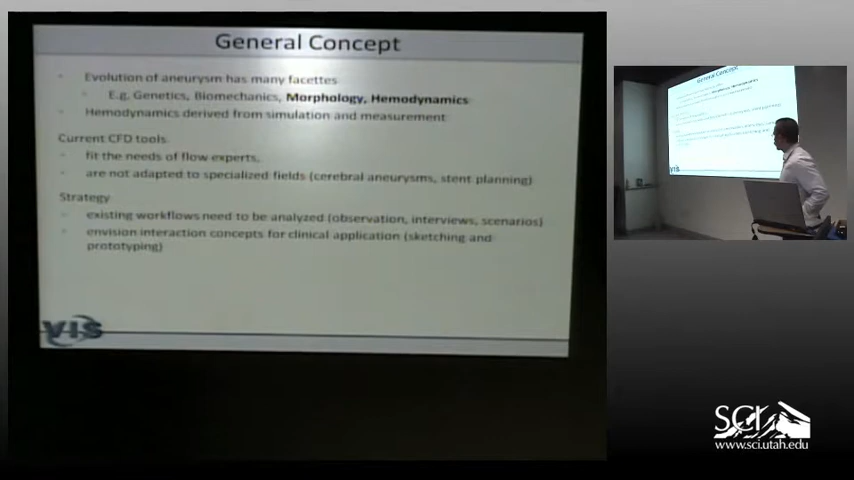 General Concept
Evolution of aneurysm has many facettes
E.g. Genetics, Biomechanics, Morphology, Hemodynamics
Hemodynamics derived from simulation and measurement
Current CFD tools
fit the needs of flow experts,
are not adapted to specialized fields (cerebral aneurysms, stent planning)
Strategy
existing workflows need to be analyzed (observation, interviews, scenarios)
envision interaction concepts for clinical application (sketching and
prototyping)
VIS
General Concept
VIS
SCI
www.sci.utah.edu